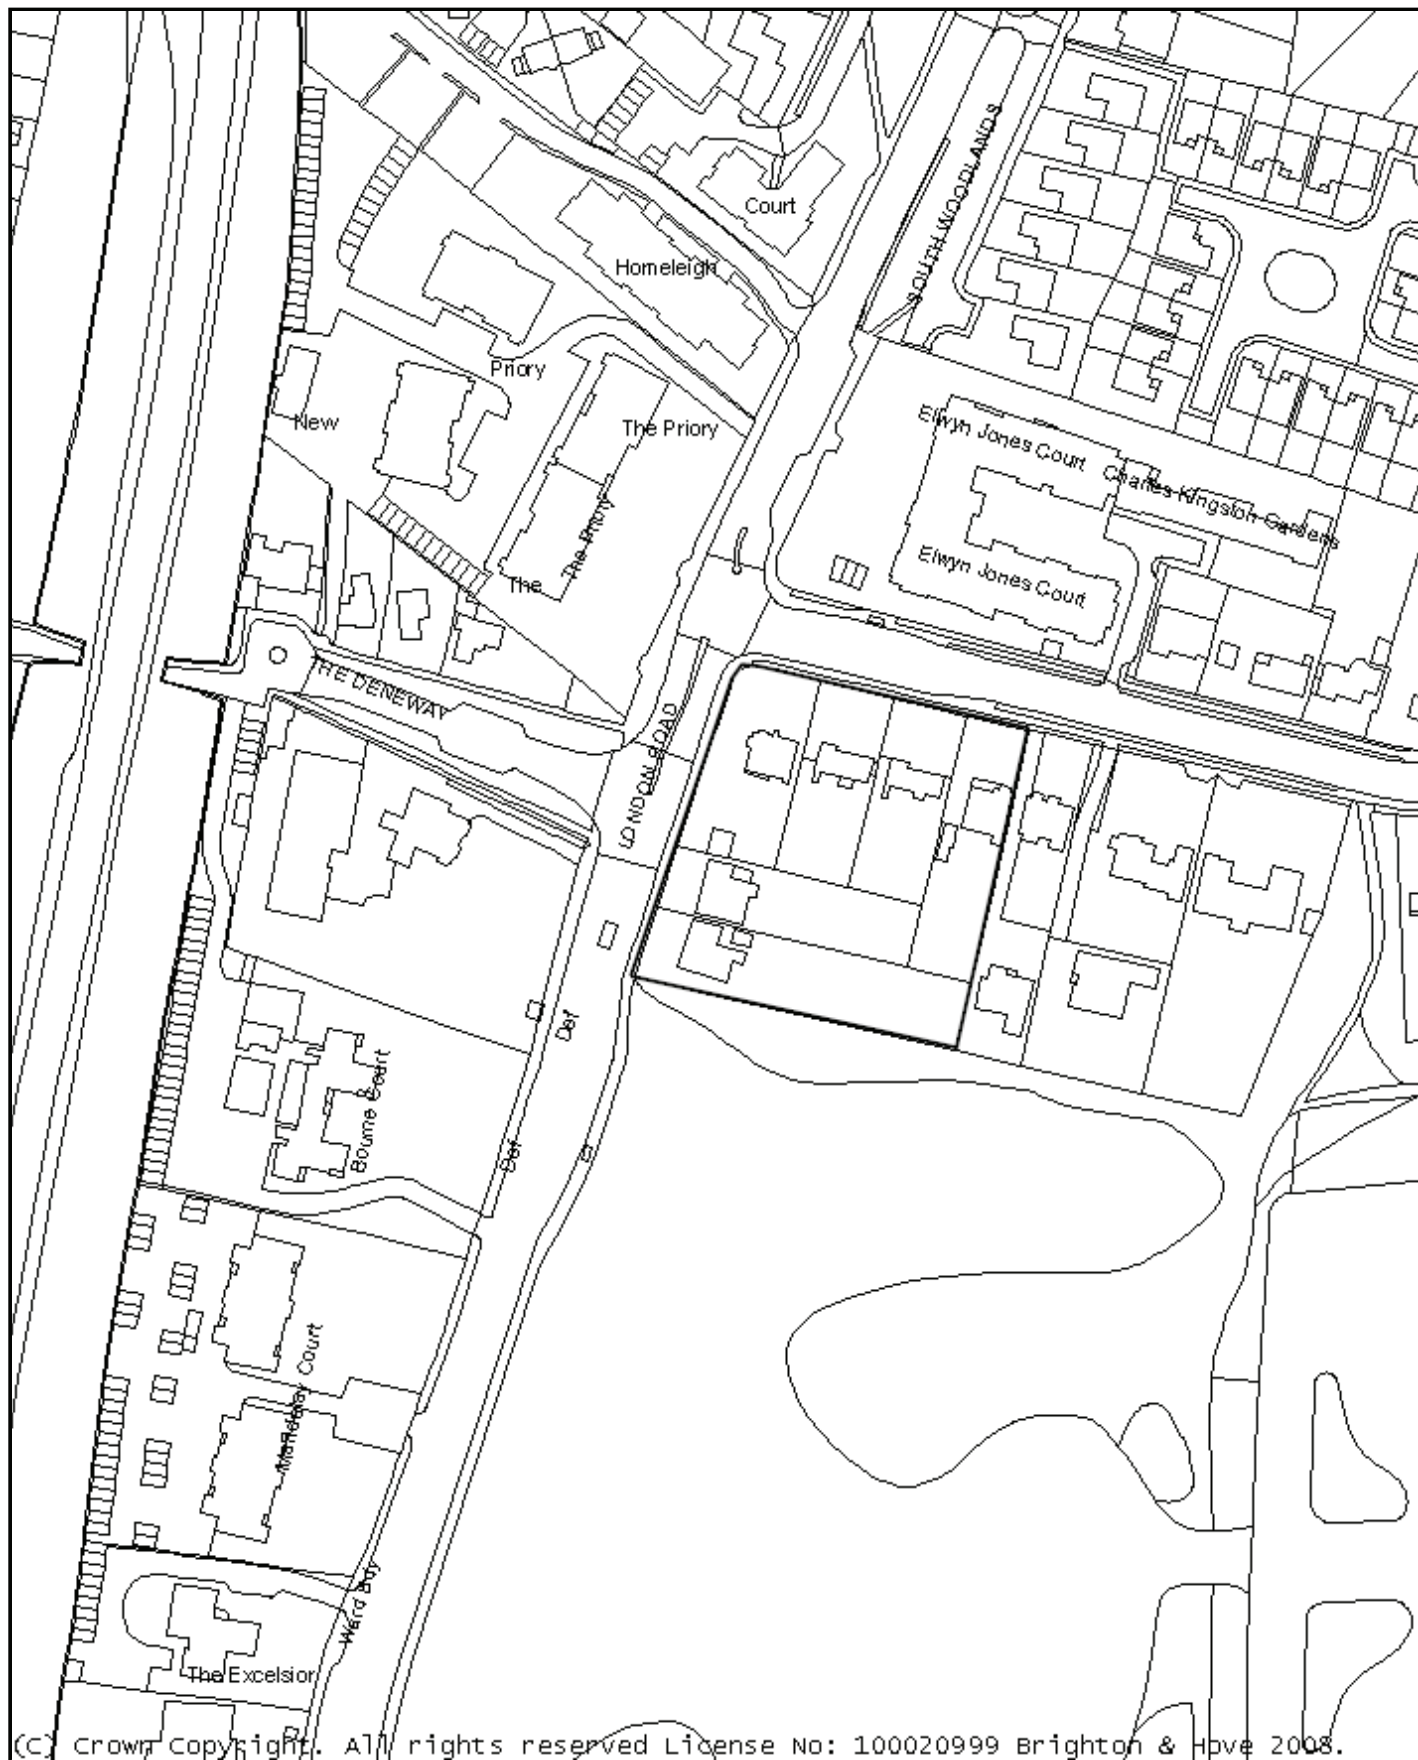 Court
SOUTH WOODLANDS
Homeleigh
Priory
New
The Priory
Elwyn Jones Court
Charles Kingston Gardens
The Priory
The
Elwyn Jones Court
THE DENEWAY
LONDON ROAD
Def
Bourne Court
Def
Mandalay Court
Ward Bdy
The Excelsior
(C) Crown Copyright. All rights reserved License No: 100020999 Brighton & Hove 2008.